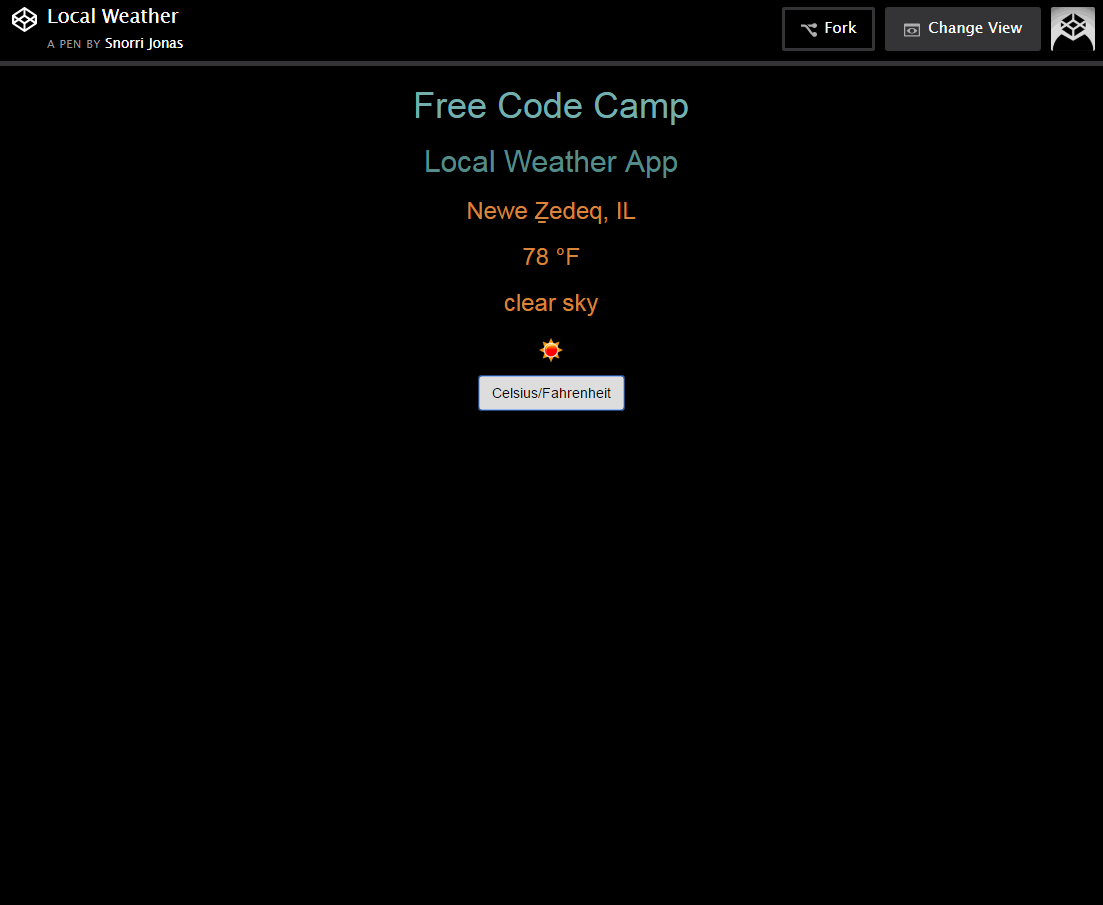 Local Weather
A PEN BY Snorri Jonas
Fork
Change View
Free Code Camp
Local Weather App
Newe Ẕedeq, IL
78 °F
clear sky
Celsius/Fahrenheit